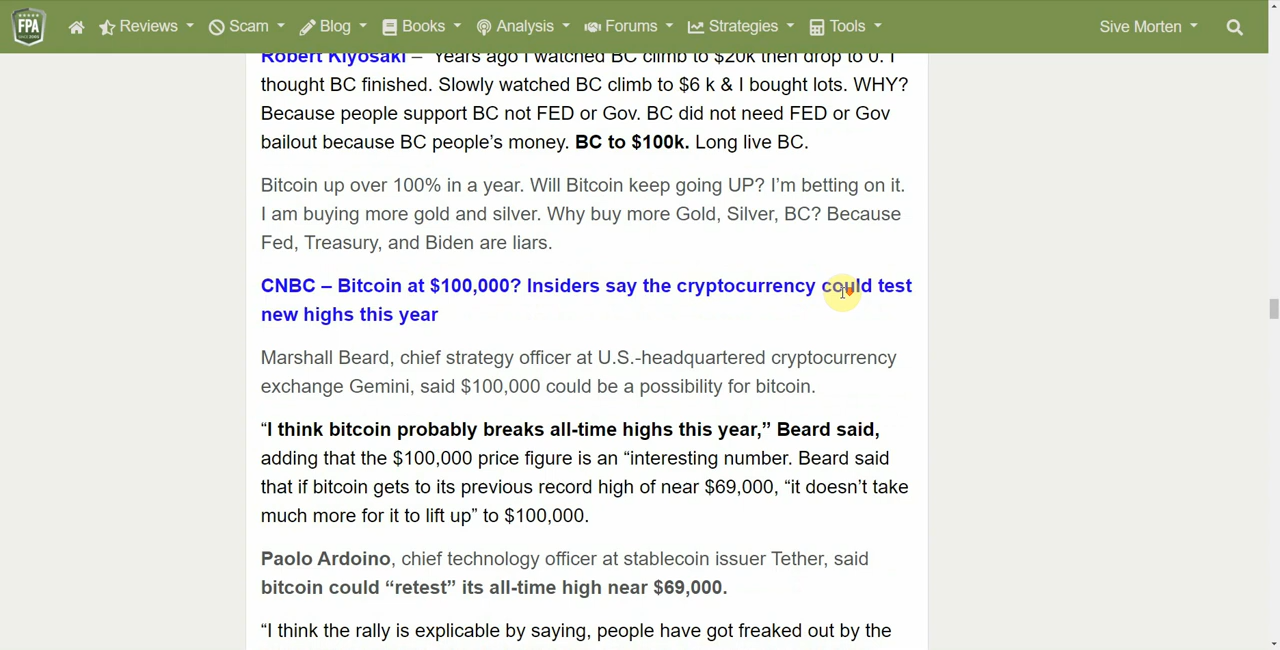 FPA
SINCE 2008
Reviews
Scam
Blog
Books
Analysis
Forums
Strategies
Tools
Sive Morten
Robert Kiyosaki – "Years ago I watched BC climb to $20k then drop to 0. I
thought BC finished. Slowly watched BC climb to $6 k & I bought lots. WHY?
Because people support BC not FED or Gov. BC did not need FED or Gov
bailout because BC people's money. BC to $100k. Long live BC.
Bitcoin up over 100% in a year. Will Bitcoin keep going UP? I'm betting on it.
I am buying more gold and silver. Why buy more Gold, Silver, BC? Because
Fed, Treasury, and Biden are liars.
CNBC – Bitcoin at $100,000? Insiders say the cryptocurrency could test
new highs this year
Marshall Beard, chief strategy officer at U.S.-headquartered cryptocurrency
exchange Gemini, said $100,000 could be a possibility for bitcoin.
“I think bitcoin probably breaks all-time highs this year,” Beard said,
adding that the $100,000 price figure is an “interesting number. Beard said
that if bitcoin gets to its previous record high of near $69,000, “it doesn’t take
much more for it to lift up” to $100,000.
Paolo Ardoino, chief technology officer at stablecoin issuer Tether, said
bitcoin could “retest” its all-time high near $69,000.
“I think the rally is explicable by saying, people have got freaked out by the